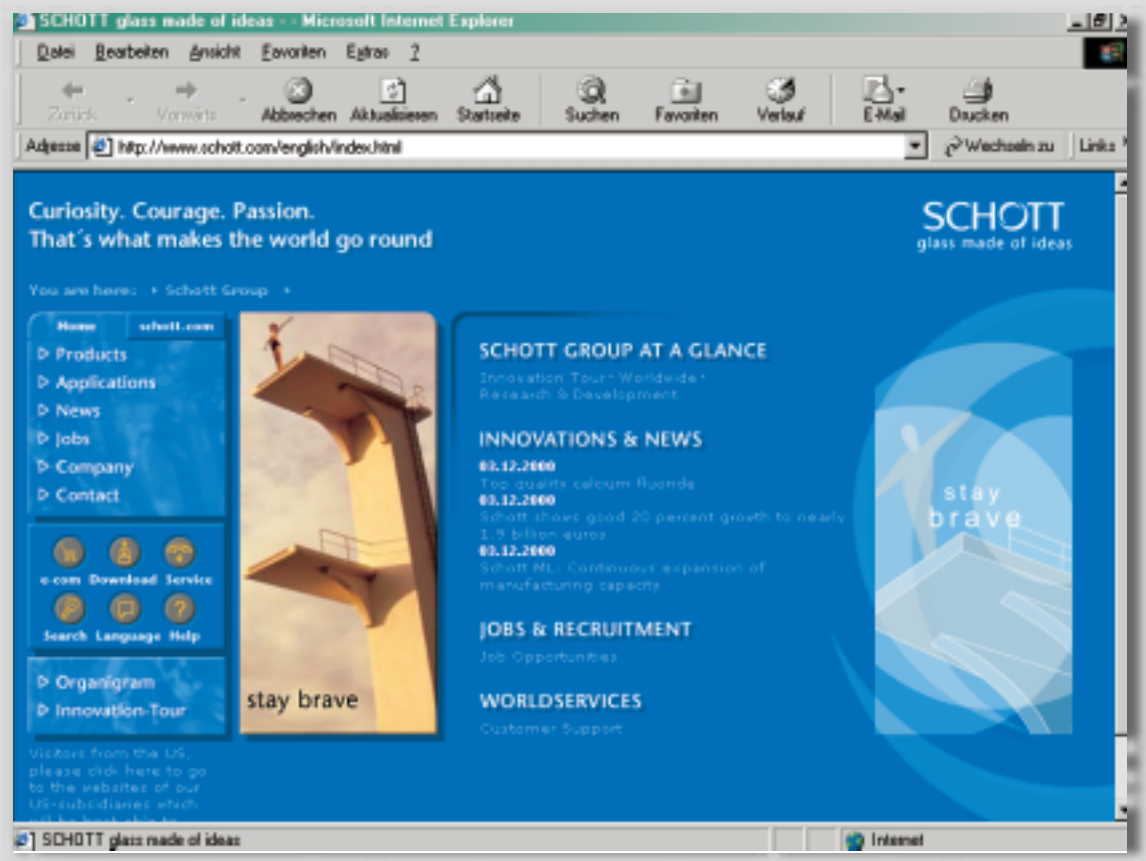 SCHOTT glass made of ideas - - Microsoft Internet Explorer
Datei Bearbeiten Ansicht Favoriten Extras ?
Zurück Vorwärts Abbrechen Aktualisieren Startseite Suchen Favoriten Verlauf E-Mail Drucken
Adresse http://www.schott.com/english/index.html Wechseln zu Links
Curiosity. Courage. Passion.
That´s what makes the world go round
SCHOTT
glass made of ideas
You are here: Schott Group
Home schott.com
Products
Applications
News
Jobs
Company
Contact
e-com Download Service
Search Language Help
Organigram
Innovation-Tour
Visitors from the US,
please click here to go
to the websites of our
US-subsidiaries which
will be best able to
stay brave
SCHOTT GROUP AT A GLANCE
Innovation Tour• Worldwide•
Research & Development
INNOVATIONS & NEWS
03.12.2000
Top quality calcium fluoride
03.12.2000
Schott shows good 20 percent growth to nearly
1.9 billion euros
03.12.2000
Schott ML: Continuous expansion of
manufacturing capacity
JOBS & RECRUITMENT
Job Opportunities
WORLDSERVICES
Customer Support
stay
brave
SCHOTT glass made of ideas Internet